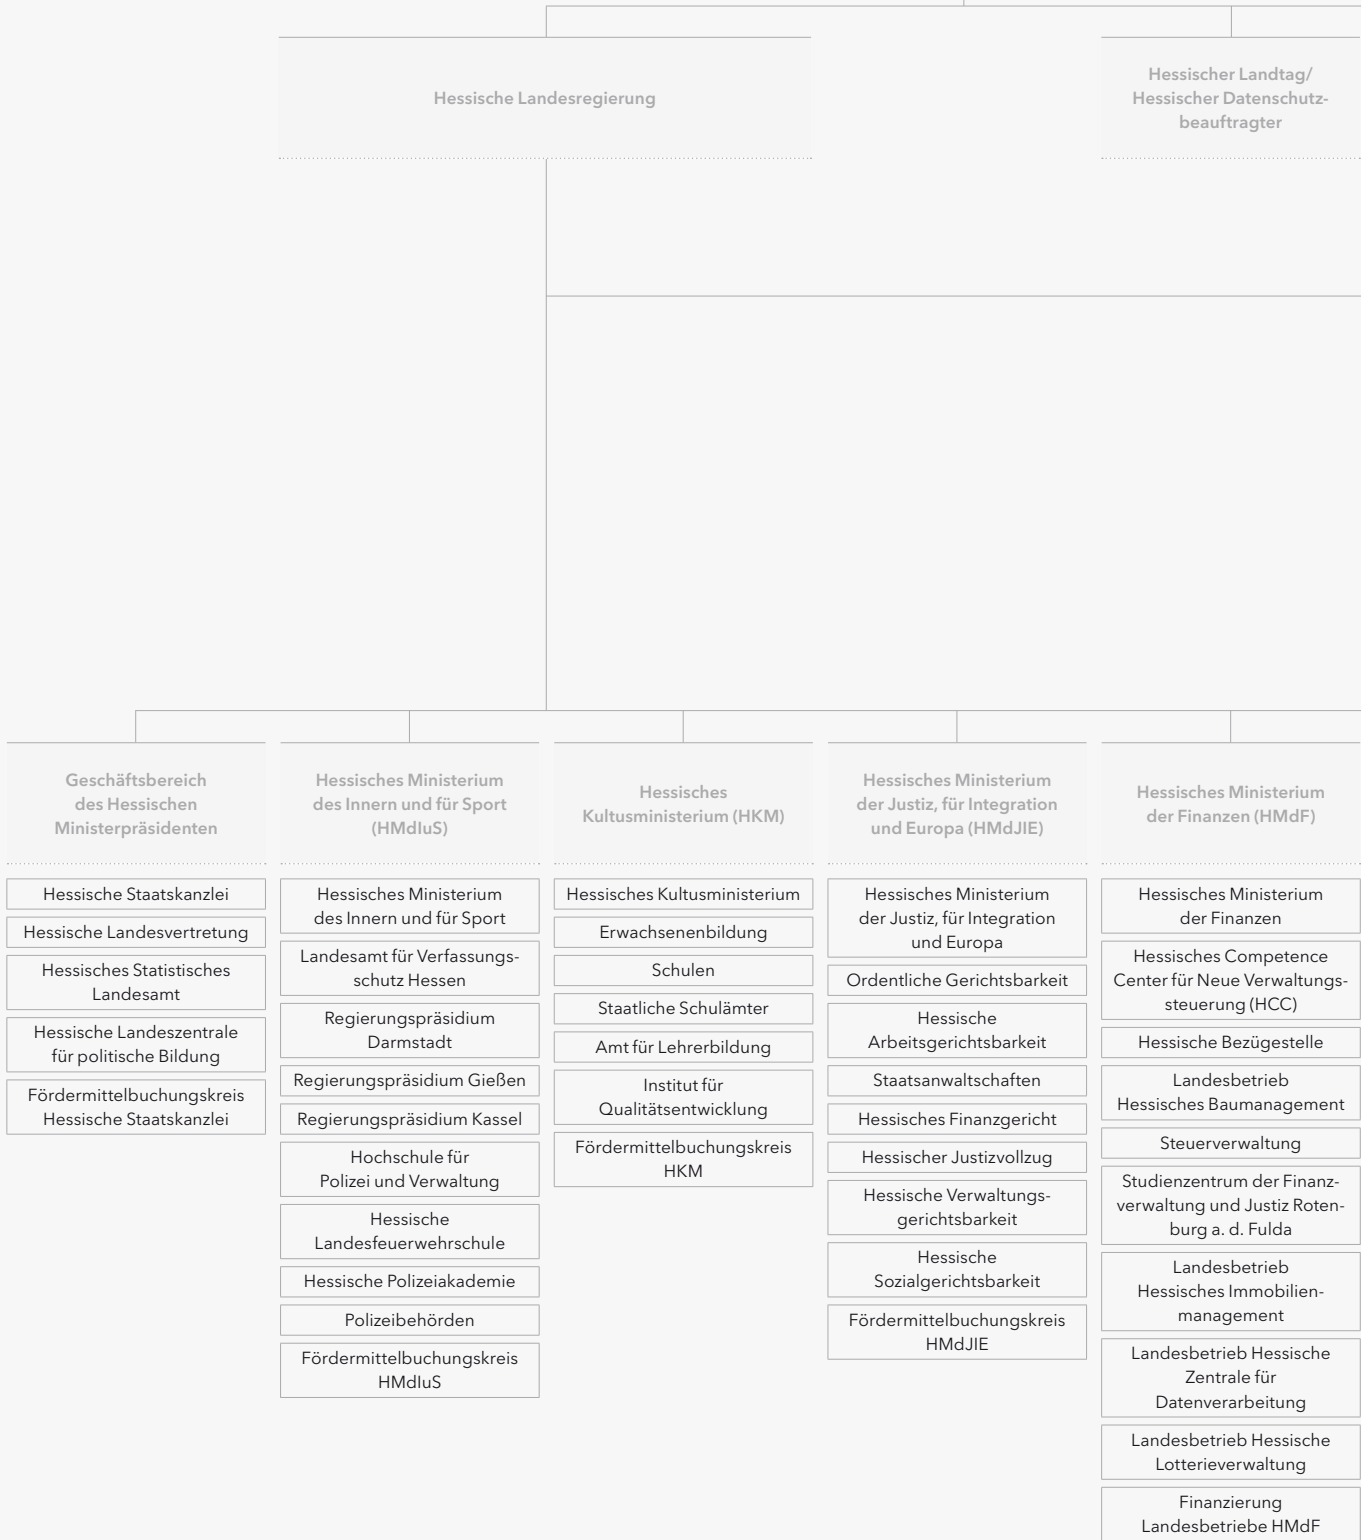 Hessische Landesregierung
Hessischer Landtag/
Hessischer Datenschutz-
beauftragter
Geschäftsbereich
des Hessischen
Ministerpräsidenten
Hessische Staatskanzlei
Hessische Landesvertretung
Hessisches Statistisches
Landesamt
Hessische Landeszentrale
für politische Bildung
Fördermittelbuchungskreis
Hessische Staatskanzlei
Hessisches Ministerium
des Innern und für Sport
(HMdIuS)
Hessisches Ministerium
des Innern und für Sport
Landesamt für Verfassungs-
schutz Hessen
Regierungspräsidium
Darmstadt
Regierungspräsidium Gießen
Regierungspräsidium Kassel
Hochschule für
Polizei und Verwaltung
Hessische
Landesfeuerwehrschule
Hessische Polizeiakademie
Polizeibehörden
Fördermittelbuchungskreis
HMdIuS
Hessisches
Kultusministerium (HKM)
Hessisches Kultusministerium
Erwachsenenbildung
Schulen
Staatliche Schulämter
Amt für Lehrerbildung
Institut für
Qualitätsentwicklung
Fördermittelbuchungskreis
HKM
Hessisches Ministerium
der Justiz, für Integration
und Europa (HMdJIE)
Hessisches Ministerium
der Justiz, für Integration
und Europa
Ordentliche Gerichtsbarkeit
Hessische
Arbeitsgerichtsbarkeit
Staatsanwaltschaften
Hessisches Finanzgericht
Hessischer Justizvollzug
Hessische Verwaltungs-
gerichtsbarkeit
Hessische
Sozialgerichtsbarkeit
Fördermittelbuchungskreis
HMdJIE
Hessisches Ministerium
der Finanzen (HMdF)
Hessisches Ministerium
der Finanzen
Hessisches Competence
Center für Neue Verwaltungs-
steuerung (HCC)
Hessische Bezügestelle
Landesbetrieb
Hessisches Baumanagement
Steuerverwaltung
Studienzentrum der Finanz-
verwaltung und Justiz Roten-
burg a. d. Fulda
Landesbetrieb
Hessisches Immobilien-
management
Landesbetrieb Hessische
Zentrale für
Datenverarbeitung
Landesbetrieb Hessische
Lotterieverwaltung
Finanzierung
Landesbetriebe HMdF